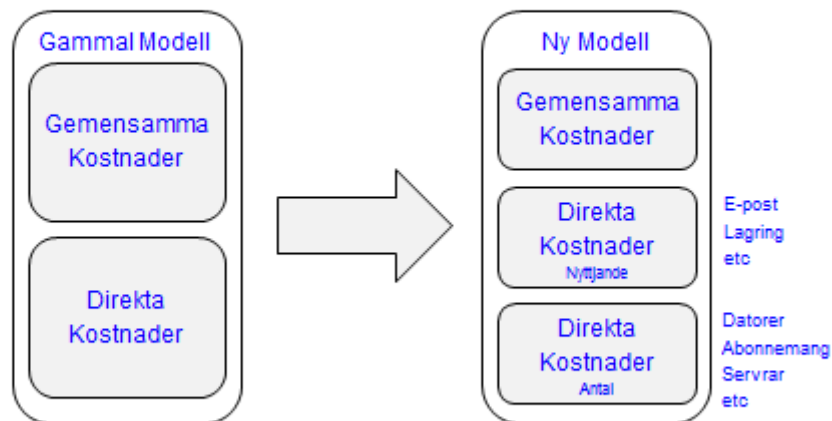 Gammal Modell
Gemensamma
Kostnader
Direkta
Kostnader
Ny Modell
Gemensamma
Kostnader
Direkta
Kostnader
Nyttjande
E-post
Lagring
etc
Direkta
Kostnader
Antal
Datorer
Abonnemang
Servrar
etc